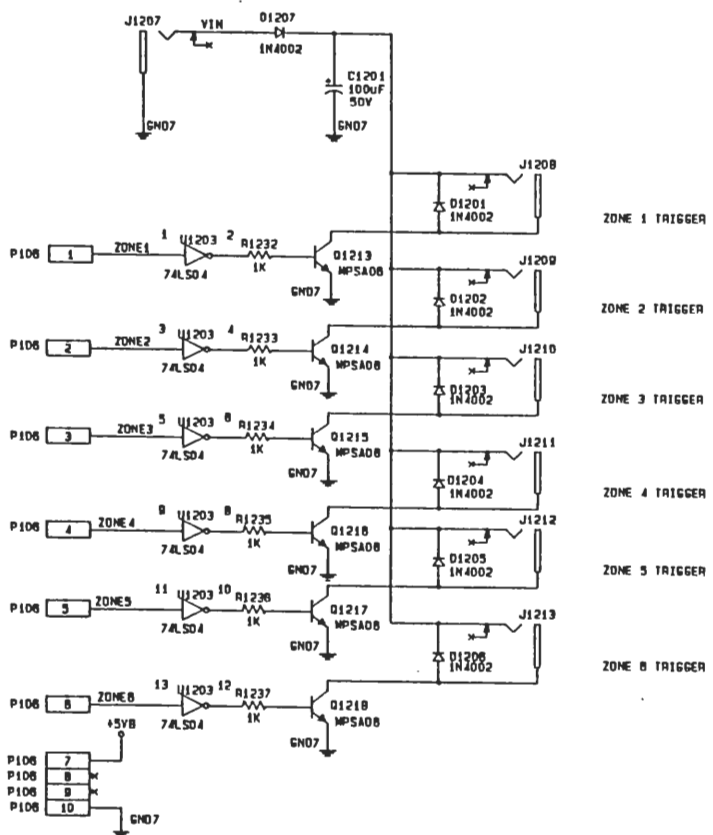 J1207
VIN
D1207
1N4002
C1201
100uF
50V
GND7
GND7
J1208
D1201
1N4002
ZONE 1 TRIGGER
P106
1
ZONE1
1
U1203
2
74LS04
R1232
1K
Q1213
MPSA06
GND7
J1209
D1202
1N4002
ZONE 2 TRIGGER
P106
2
ZONE2
3
U1203
4
74LS04
R1233
1K
Q1214
MPSA06
GND7
J1210
D1203
1N4002
ZONE 3 TRIGGER
P106
3
ZONE3
5
U1203
6
74LS04
R1234
1K
Q1215
MPSA06
GND7
J1211
D1204
1N4002
ZONE 4 TRIGGER
P106
4
ZONE4
9
U1203
8
74LS04
R1235
1K
Q1216
MPSA06
GND7
J1212
D1205
1N4002
ZONE 5 TRIGGER
P106
5
ZONE5
11
U1203
10
74LS04
R1236
1K
Q1217
MPSA06
GND7
J1213
D1206
1N4002
ZONE 6 TRIGGER
P106
6
ZONE6
13
U1203
12
74LS04
R1237
1K
Q1218
MPSA06
GND7
+5VB
P106
7
P106
8
P106
9
P106
10
GND7